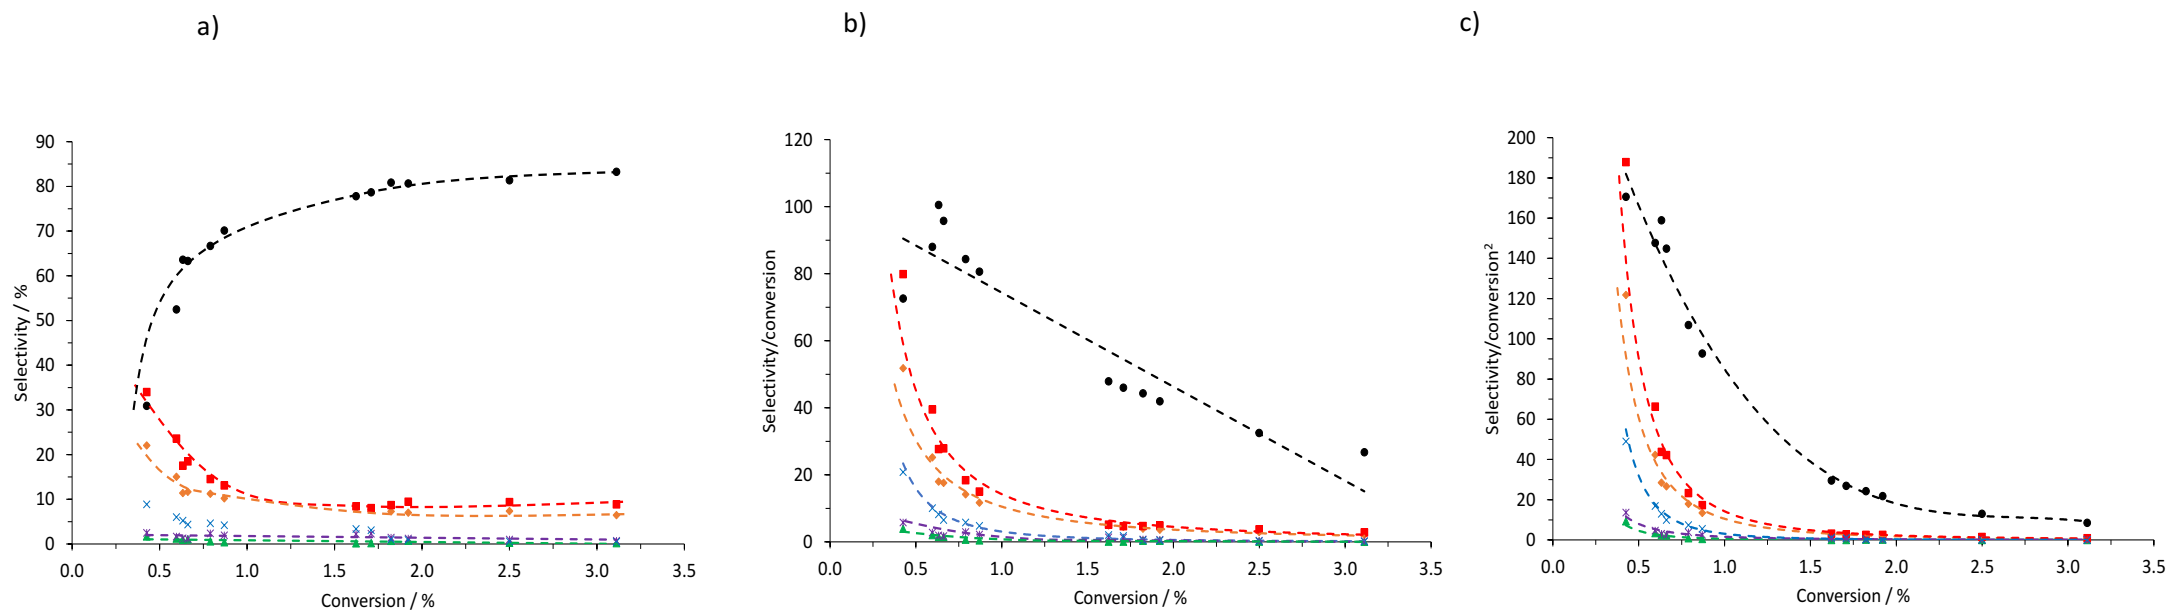 a)
b)
c)
90
80
70
60
50
40
30
20
10
0
Selectivity / %
0.0 0.5 1.0 1.5 2.0 2.5 3.0 3.5
Conversion / %
120
100
80
60
40
20
0
Selectivity/conversion
0.0 0.5 1.0 1.5 2.0 2.5 3.0 3.5
Conversion / %
200
180
160
140
120
100
80
60
40
20
0
Selectivity/conversion²
0.0 0.5 1.0 1.5 2.0 2.5 3.0 3.5
Conversion / %